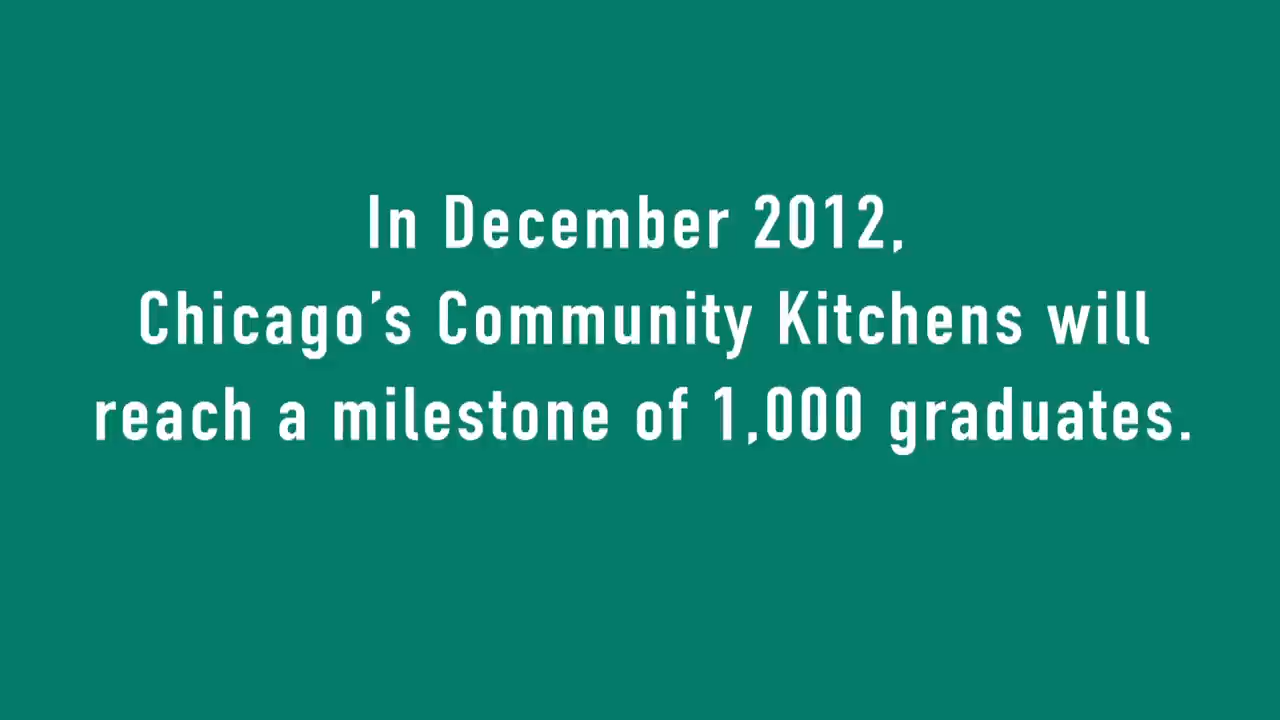 In December 2012,
Chicago’s Community Kitchens will
reach a milestone of 1,000 graduates.